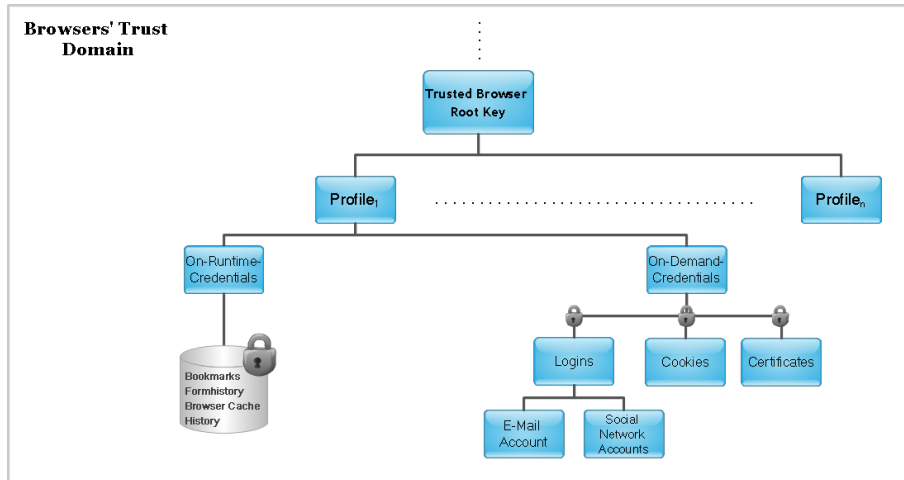 Browsers' Trust
Domain
Trusted Browser
Root Key
Profile1
Profilen
On-Runtime-
Credentials
On-Demand-
Credentials
Bookmarks
Formhistory
Browser Cache
History
Logins
Cookies
Certificates
E-Mail
Account
Social
Network
Accounts